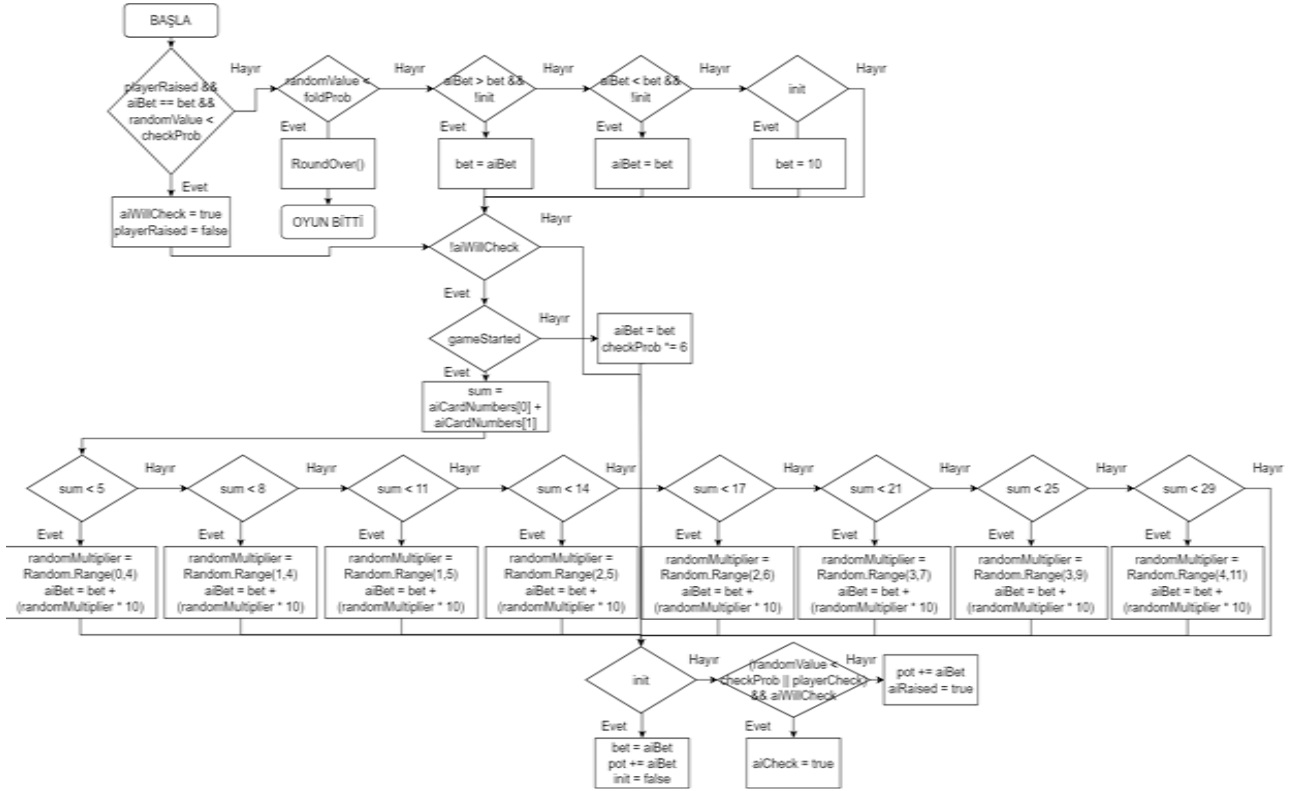 BAŞLA
playerRaised &&
aiBet == bet &&
randomValue <
checkProb
Hayır
Evet
aiWillCheck = true
playerRaised = false
randomValue <
foldProb
Hayır
Evet
RoundOver()
OYUN BİTTİ
aiBet > bet &&
!init
Hayır
Evet
bet = aiBet
aiBet < bet &&
!init
Hayır
Evet
aiBet = bet
init
Hayır
Evet
bet = 10
!aiWillCheck
Hayır
Evet
gameStarted
Hayır
Evet
aiBet = bet
checkProb *= 6
sum =
aiCardNumbers[0] +
aiCardNumbers[1]
sum < 5
Hayır
Evet
randomMultiplier =
Random.Range(0,4)
aiBet = bet +
(randomMultiplier * 10)
sum < 8
Hayır
Evet
randomMultiplier =
Random.Range(1,4)
aiBet = bet +
(randomMultiplier * 10)
sum < 11
Hayır
Evet
randomMultiplier =
Random.Range(1,5)
aiBet = bet +
(randomMultiplier * 10)
sum < 14
Hayır
Evet
randomMultiplier =
Random.Range(2,5)
aiBet = bet +
(randomMultiplier * 10)
sum < 17
Hayır
Evet
randomMultiplier =
Random.Range(2,6)
aiBet = bet +
(randomMultiplier * 10)
sum < 21
Hayır
Evet
randomMultiplier =
Random.Range(3,7)
aiBet = bet +
(randomMultiplier * 10)
sum < 25
Hayır
Evet
randomMultiplier =
Random.Range(3,9)
aiBet = bet +
(randomMultiplier * 10)
sum < 29
Hayır
Evet
randomMultiplier =
Random.Range(4,11)
aiBet = bet +
(randomMultiplier * 10)
init
Hayır
Evet
bet = aiBet
pot += aiBet
init = false
(randomValue <
checkProb || playerCheck)
&& aiWillCheck
Hayır
Evet
aiCheck = true
pot += aiBet
aiRaised = true